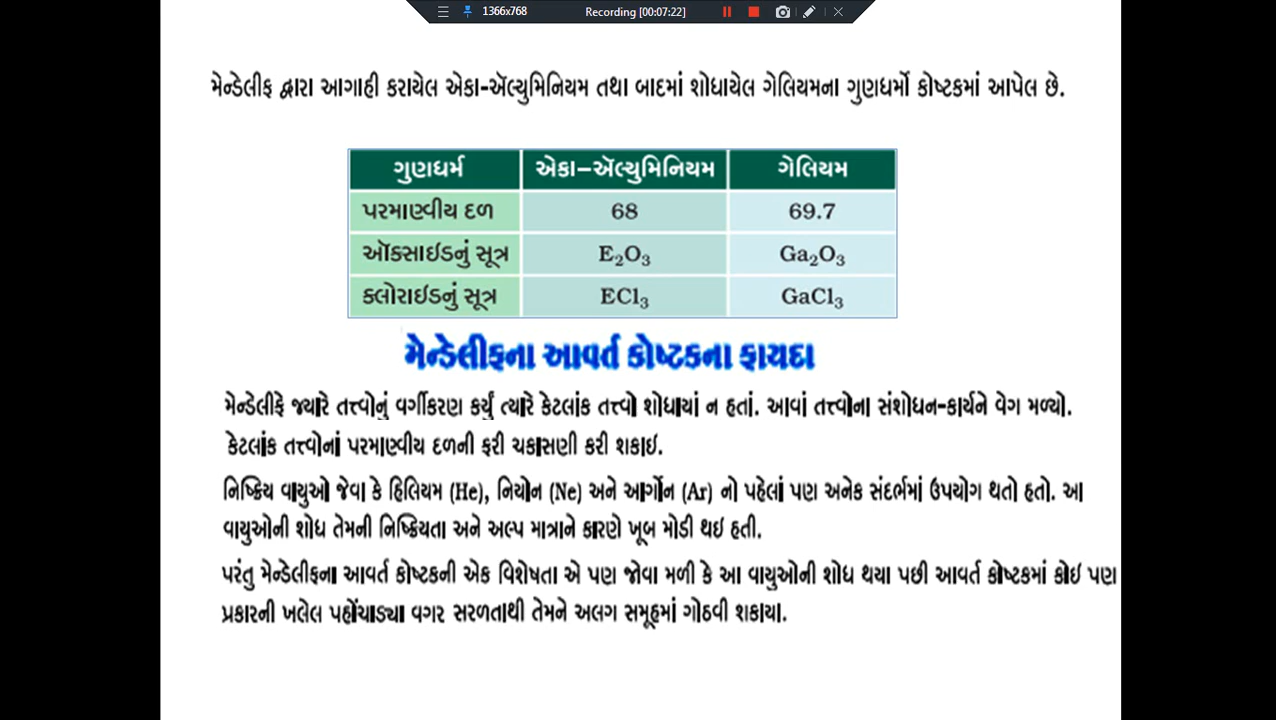 1366x768 Recording [00:07:22]
મેન્ડેલીફ દ્વારા આગાહી કરાયેલ એકા-ઍલ્યુમિનિયમ તથા બાદમાં શોધાયેલ ગેલિયમના ગુણધર્મો કોષ્ટકમાં આપેલ છે.
ગુણધર્મ એકા–ઍલ્યુમિનિયમ ગેલિયમ
પરમાણ્વીય દળ 68 69.7
ઑક્સાઇડનું સૂત્ર E₂O₃ Ga₂O₃
ક્લોરાઇડનું સૂત્ર ECl₃ GaCl₃
મેન્ડેલીફના આવર્ત કોષ્ટકના ફાયદા
મેન્ડેલીફે જ્યારે તત્ત્વોનું વર્ગીકરણ કર્યું ત્યારે કેટલાંક તત્ત્વો શોધાયાં ન હતાં. આવાં તત્ત્વોના સંશોધન-કાર્યને વેગ મળ્યો.
કેટલાંક તત્ત્વોનાં પરમાણ્વીય દળની ફરી ચકાસણી કરી શકાઇ.
નિષ્ક્રિય વાયુઓ જેવા કે હિલિયમ (He), નિયોન (Ne) અને આર્ગોન (Ar) નો પહેલાં પણ અનેક સંદર્ભમાં ઉપયોગ થતો હતો. આ
વાયુઓની શોધ તેમની નિષ્ક્રિયતા અને અલ્પ માત્રાને કારણે ખૂબ મોડી થઇ હતી.
પરંતુ મેન્ડેલીફના આવર્ત કોષ્ટકની એક વિશેષતા એ પણ જોવા મળી કે આ વાયુઓની શોધ થયા પછી આવર્ત કોષ્ટકમાં કોઇ પણ
પ્રકારની ખલેલ પહોંચાડ્યા વગર સરળતાથી તેમને અલગ સમૂહમાં ગોઠવી શકાયા.